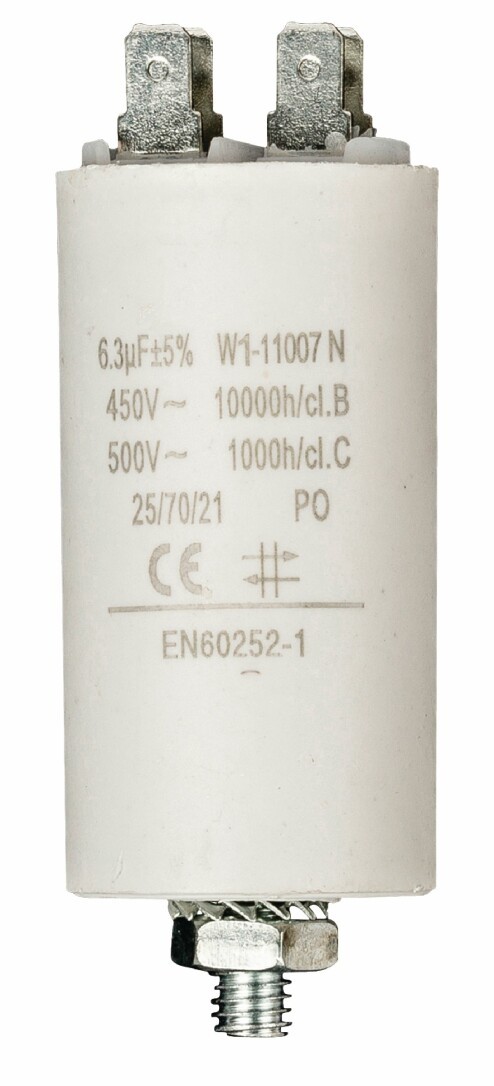 6.3µF±5% W1-11007 N
450V~ 10000h/cl.B
500V~ 1000h/cl.C
25/70/21 PO
CE
EN60252-1